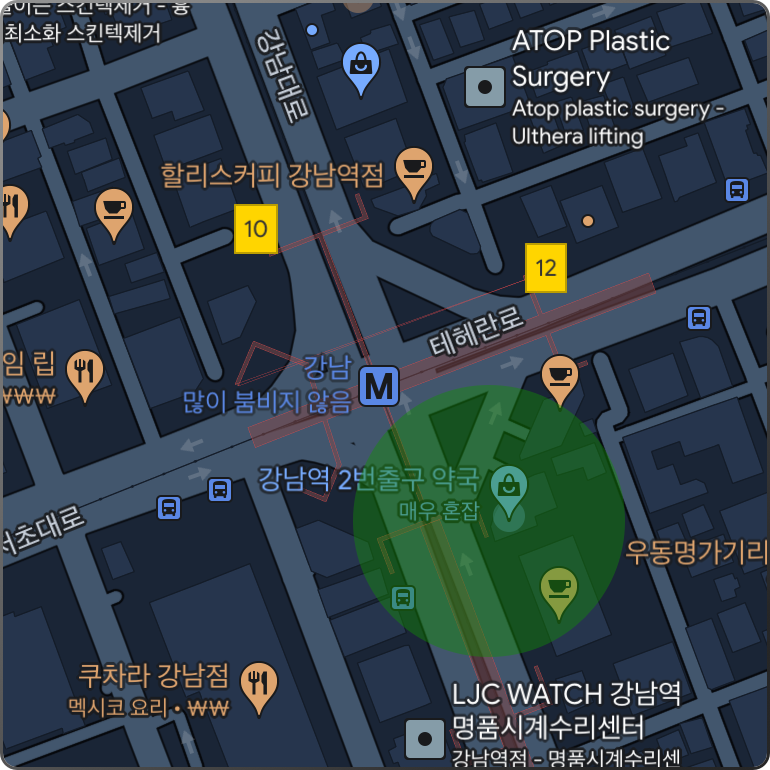 최소화 스킨텍제거
강남대로
ATOP Plastic
Surgery
Atop plastic surgery -
Ulthera lifting
할리스커피 강남역점
10
12
테헤란로
임 립
₩₩₩
강남
많이 붐비지 않음
M
강남역 2번출구 약국
매우 혼잡
서초대로
우동명가기리
쿠차라 강남점
멕시코 요리 • ₩₩
LJC WATCH 강남역
명품시계수리센터
강남역점 - 명품시계수리센